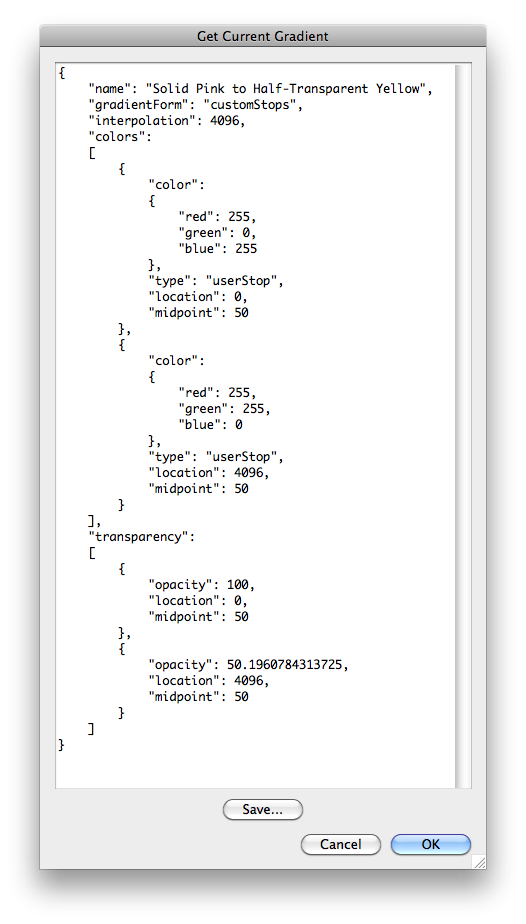 Get Current Gradient
{
    "name": "Solid Pink to Half-Transparent Yellow",
    "gradientForm": "customStops",
    "interpolation": 4096,
    "colors":
    [
        {
            "color":
            {
                "red": 255,
                "green": 0,
                "blue": 255
            },
            "type": "userStop",
            "location": 0,
            "midpoint": 50
        },
        {
            "color":
            {
                "red": 255,
                "green": 255,
                "blue": 0
            },
            "type": "userStop",
            "location": 4096,
            "midpoint": 50
        }
    ],
    "transparency":
    [
        {
            "opacity": 100,
            "location": 0,
            "midpoint": 50
        },
        {
            "opacity": 50.1960784313725,
            "location": 4096,
            "midpoint": 50
        }
    ]
}
Save...
Cancel OK